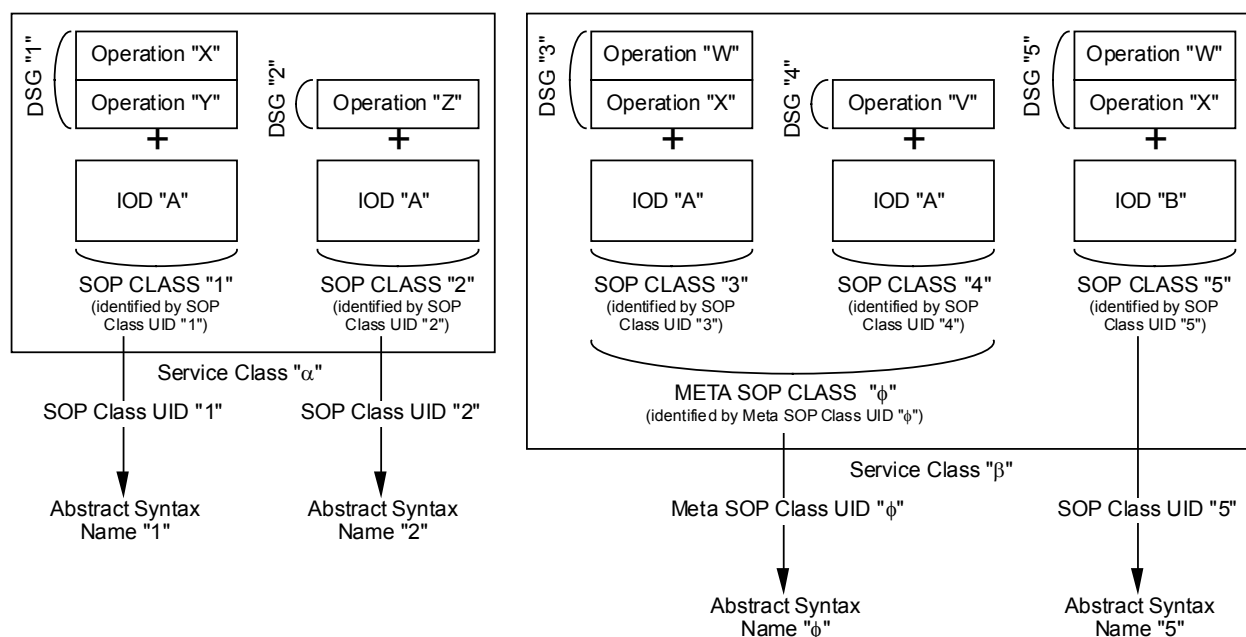 DSG "1"
Operation "X"
Operation "Y"
+
IOD "A"
SOP CLASS "1"
(identified by SOP
Class UID "1")
DSG "2"
Operation "Z"
+
IOD "A"
SOP CLASS "2"
(identified by SOP
Class UID "2")
Service Class "α"
SOP Class UID "1"
SOP Class UID "2"
Abstract Syntax
Name "1"
Abstract Syntax
Name "2"
DSG "3"
Operation "W"
Operation "X"
+
IOD "A"
SOP CLASS "3"
(identified by SOP
Class UID "3")
DSG "4"
Operation "V"
+
IOD "A"
SOP CLASS "4"
(identified by SOP
Class UID "4")
DSG "5"
Operation "W"
Operation "X"
+
IOD "B"
SOP CLASS "5"
(identified by SOP
Class UID "5")
META SOP CLASS "ϕ"
(identified by Meta SOP Class UID "ϕ")
Service Class "β"
Meta SOP Class UID "ϕ"
SOP Class UID "5"
Abstract Syntax
Name "ϕ"
Abstract Syntax
Name "5"